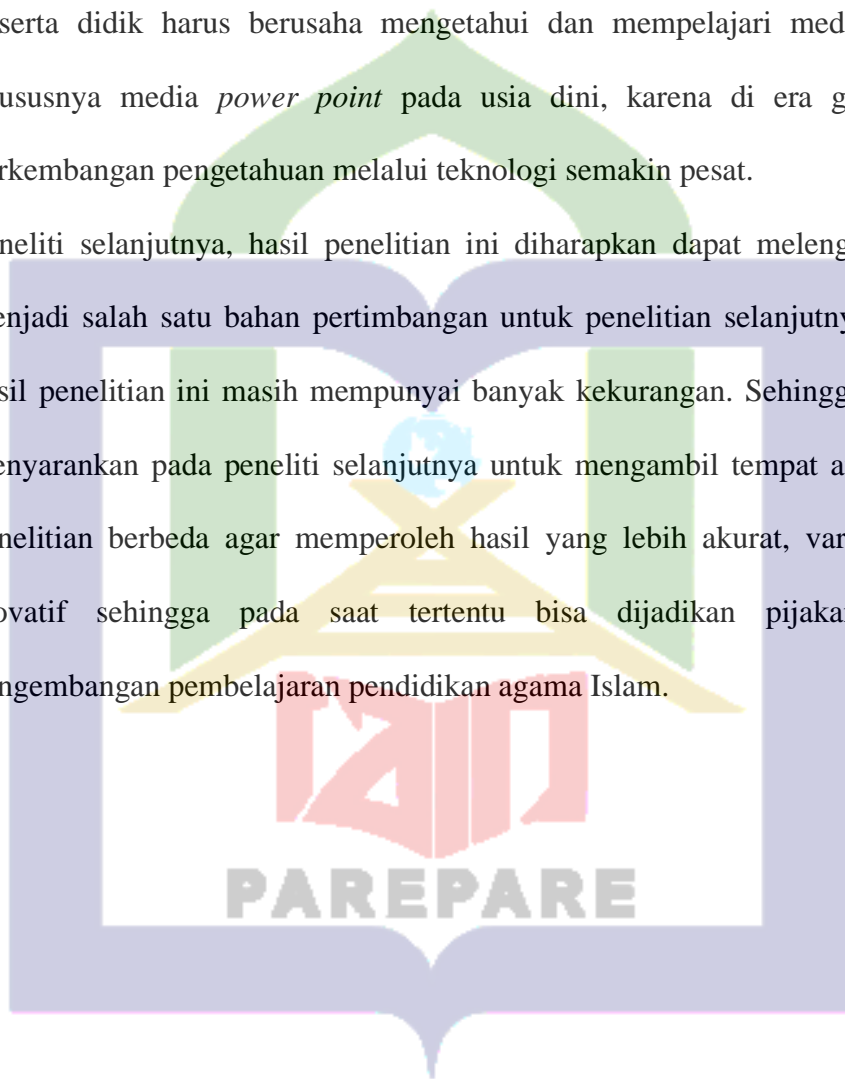 serta didik harus berusaha mengetahui dan mempelajari med
ususnya media power point pada usia dini, karena di era g
rkembangan pengetahuan melalui teknologi semakin pesat.
neliti selanjutnya, hasil penelitian ini diharapkan dapat meleng
enjadi salah satu bahan pertimbangan untuk penelitian selanjutny
sil penelitian ini masih mempunyai banyak kekurangan. Sehingg
enyarankan pada peneliti selanjutnya untuk mengambil tempat a
nelitian berbeda agar memperoleh hasil yang lebih akurat, var
ovatif sehingga pada saat tertentu bisa dijadikan pijaka
ngembangan pembelajaran pendidikan agama Islam.
iain
PAREPARE